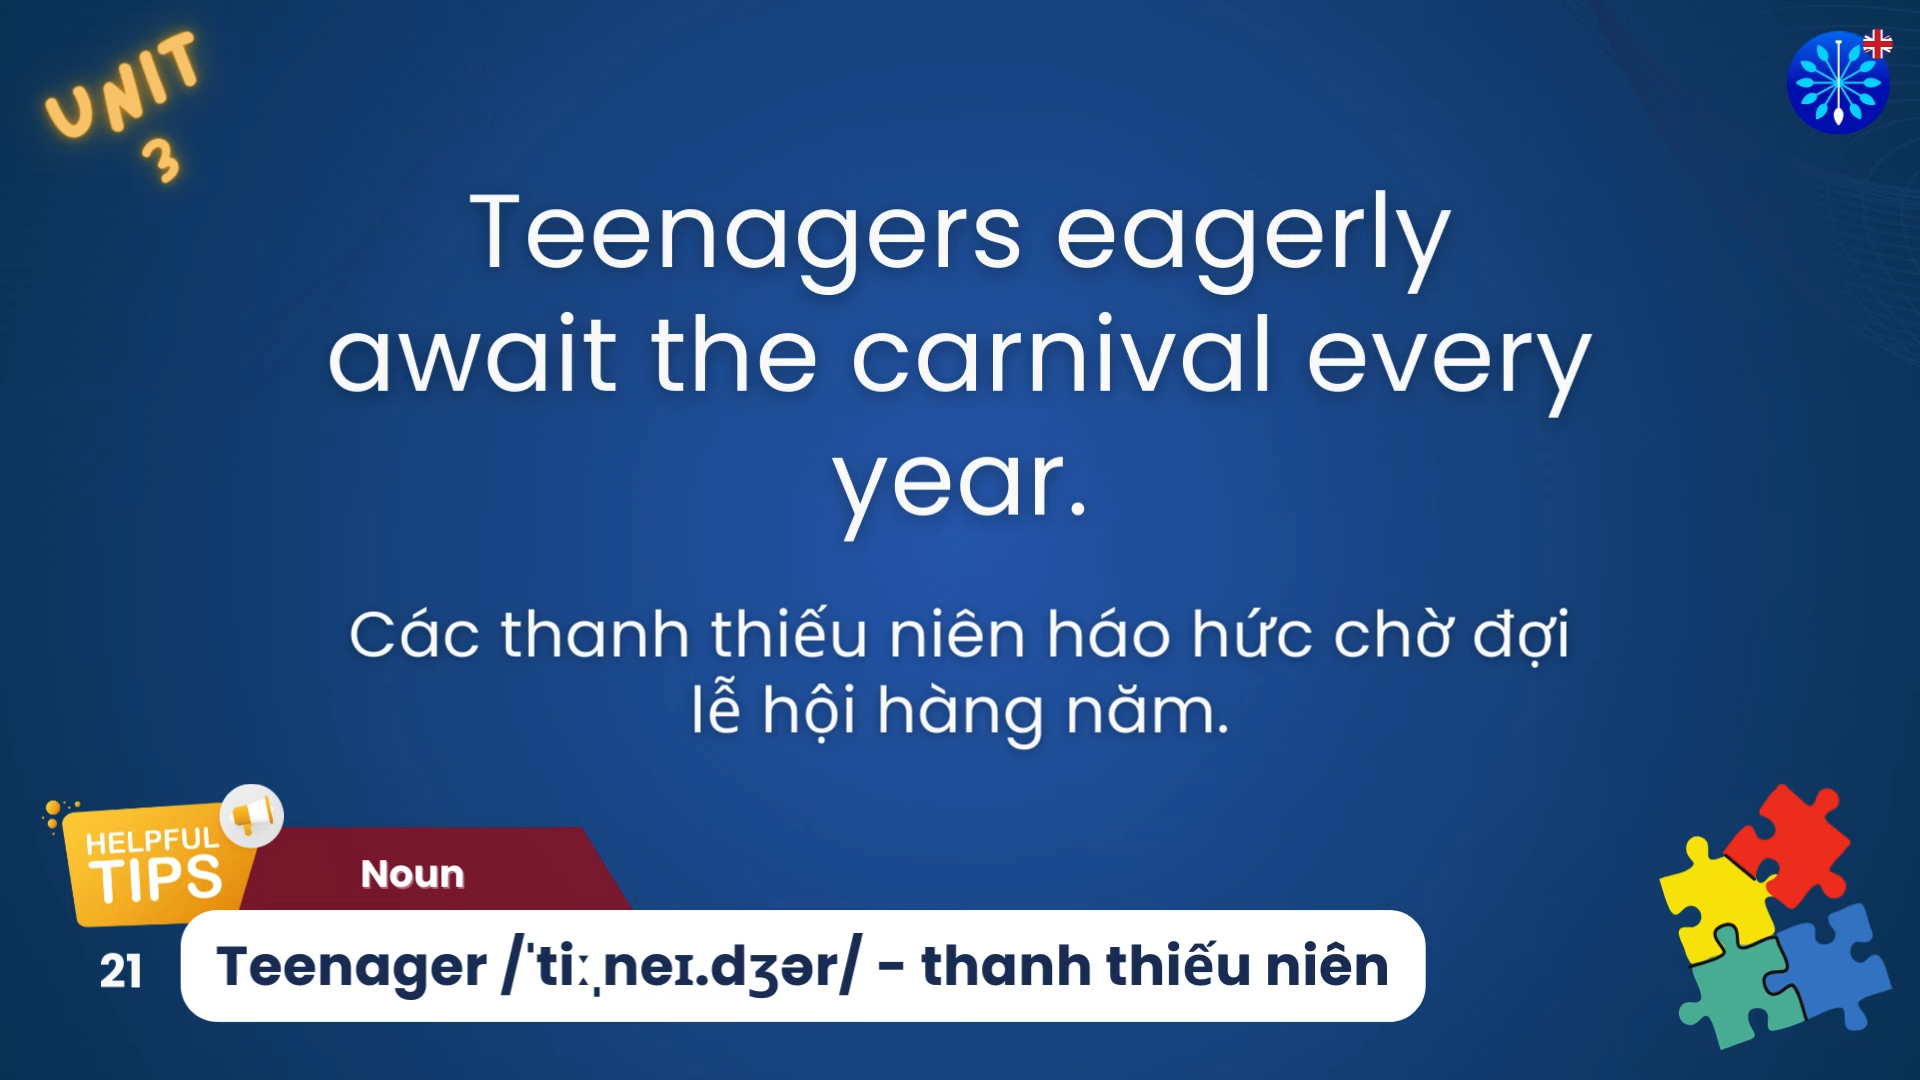 UNIT
3
Teenagers eagerly
await the carnival every
year.
Các thanh thiếu niên háo hức chờ đợi
lễ hội hàng năm.
HELPFUL
TIPS
Noun
21
Teenager /ˈtiːˌneɪ.dʒər/ - thanh thiếu niên